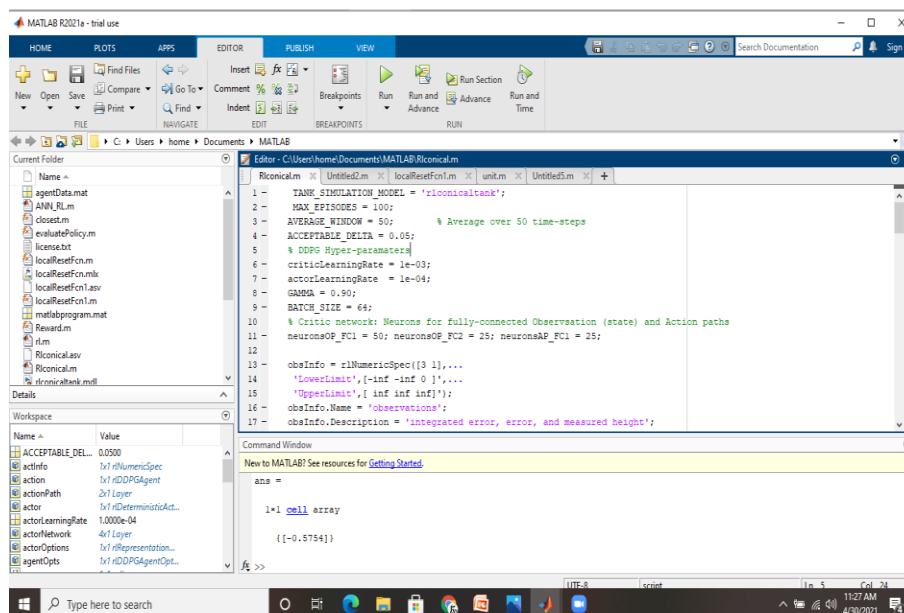 MATLAB R2021a - trial use
HOME PLOTS APPS EDITOR PUBLISH VIEW Search Documentation Sign
New Open Save Find Files Compare Print FILE
Go To Find NAVIGATE
Insert fx Comment % Indent EDIT
Breakpoints BREAKPOINTS
Run Run and Advance Run Section Advance Run and Time RUN
C: Users home Documents MATLAB
Current Folder
Name
agentData.mat
ANN_RL.m
closest.m
evaluatePolicy.m
license.txt
localResetFcn.m
localResetFcn.mlx
localResetFcn1.asv
localResetFcn1.m
matlabprogram.mat
Reward.m
rl.m
Rlconical.asv
Rlconical.m
rlconicaltank.mdl
Details
Workspace
Name Value
ACCEPTABLE_DEL... 0.0500
actInfo 1x1 rlNumericSpec
action 1x1 rlDDPGAgent
actionPath 2x1 Layer
actor 1x1 rlDeterministicAct...
actorLearningRate 1.0000e-04
actorNetwork 4x1 Layer
actorOptions 1x1 rlRepresentation...
agentOpts 1x1 rlDDPGAgentOpt...
Editor - C:\Users\home\Documents\MATLAB\Rlconical.m
Rlconical.m Untitled2.m localResetFcn1.m unit.m Untitled5.m +
1 - TANK_SIMULATION_MODEL = 'rlconicaltank';
2 - MAX_EPISODES = 100;
3 - AVERAGE_WINDOW = 50; % Average over 50 time-steps
4 - ACCEPTABLE_DELTA = 0.05;
5 % DDPG Hyper-paramaters
6 - criticLearningRate = 1e-03;
7 - actorLearningRate = 1e-04;
8 - GAMMA = 0.90;
9 - BATCH_SIZE = 64;
10 % Critic network: Neurons for fully-connected Observsation (state) and Action paths
11 - neuronsOP_FC1 = 50; neuronsOP_FC2 = 25; neuronsAP_FC1 = 25;
12
13 - obsInfo = rlNumericSpec([3 1],...
14 'LowerLimit',[-inf -inf 0 ]',...
15 'UpperLimit',[ inf inf inf]');
16 - obsInfo.Name = 'observations';
17 - obsInfo.Description = 'integrated error, error, and measured height';
Command Window
New to MATLAB? See resources for Getting Started.
ans =
1×1 cell array
{[-0.5754]}
fx >>
UTF-8 script Ln 5 Col 24
Type here to search 11:27 AM
4/30/2021